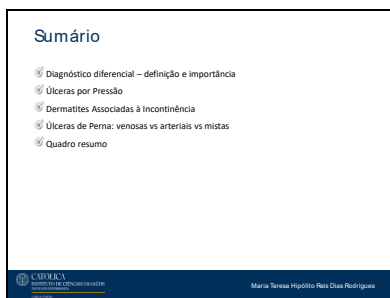 Sumário
Diagnóstico diferencial – definição e importância
Úlceras por Pressão
Dermatites Associadas à Incontinência
Úlceras de Perna: venosas vs arteriais vs mistas
Quadro resumo
CATÓLICA
INSTITUTO DE CIÊNCIAS DA SAÚDE
Maria Teresa Hipólito Reis Dias Rodrigues